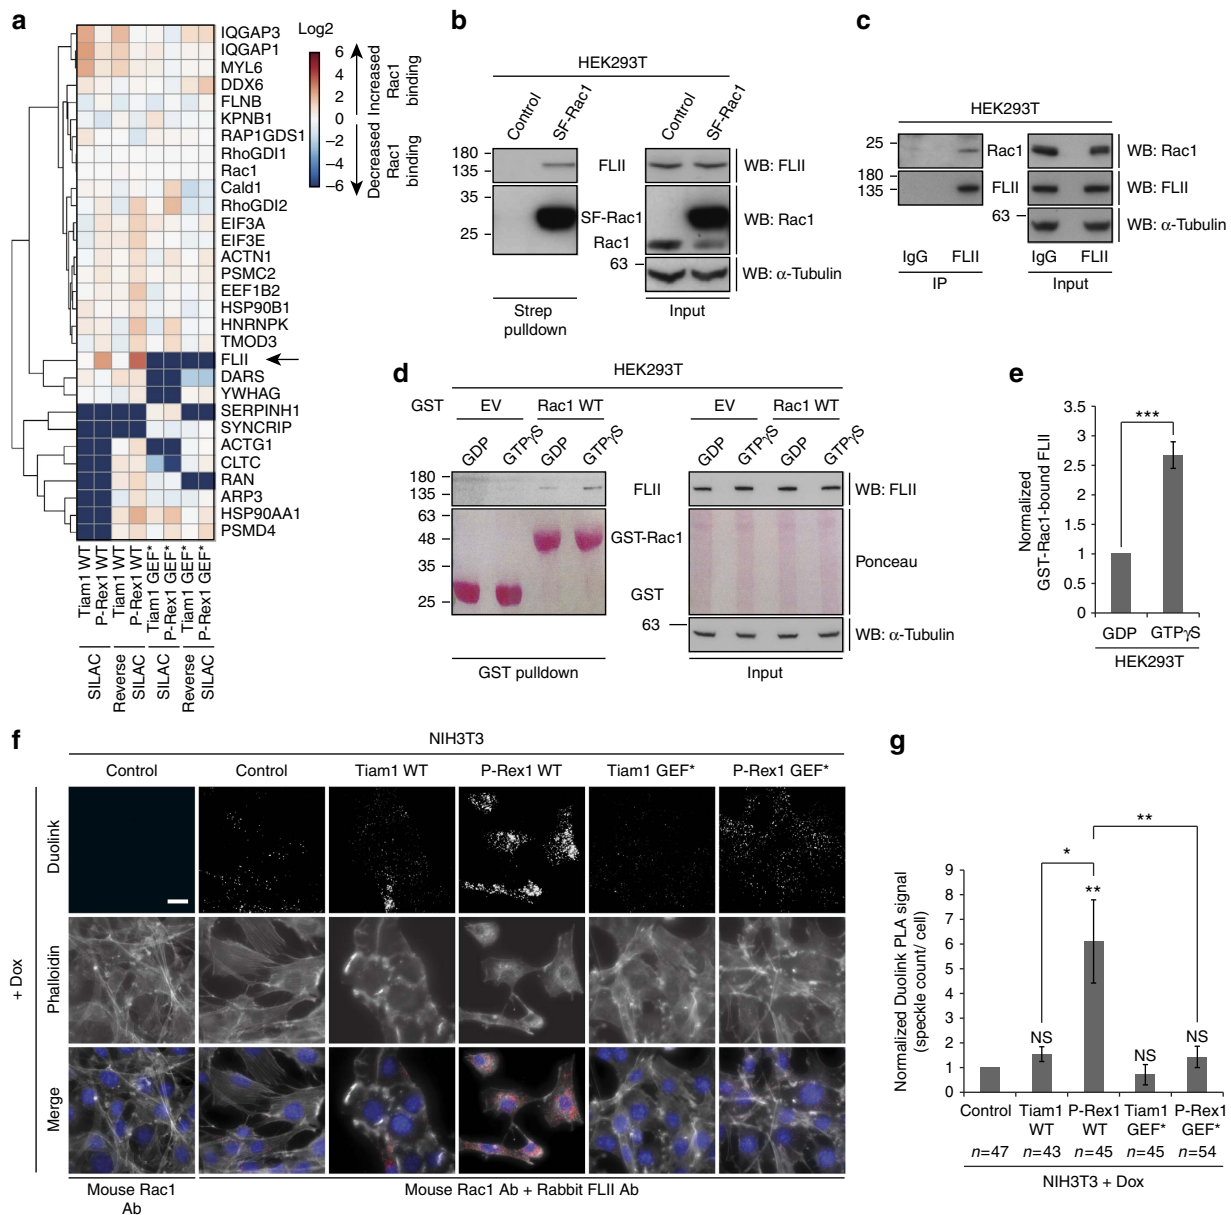 a
IQGAP3
IQGAP1
MYL6
DDX6
FLNB
KPNB1
RAP1GDS1
RhoGDI1
Rac1
Cald1
RhoGDI2
EIF3A
EIF3E
ACTN1
PSMC2
EEF1B2
HSP90B1
HNRNPK
TMOD3
FLII
DARS
YWHAG
SERPINH1
SYNCRIP
ACTG1
CLTC
RAN
ARP3
HSP90AA1
PSMD4
Log2
6
4
2
0
−2
−4
−6
Increased
Rac1
binding
Decreased
Rac1
binding
Tiam1 WT
P-Rex1 WT
Tiam1 WT
P-Rex1 WT
Tiam1 GEF*
P-Rex1 GEF*
Tiam1 GEF*
P-Rex1 GEF*
SILAC
Reverse
SILAC
SILAC
Reverse
SILAC
b
HEK293T
Control
SF-Rac1
Control
SF-Rac1
180
135
FLII
WB: FLII
35
25
SF-Rac1
Rac1
WB: Rac1
63
WB: α-Tubulin
Strep
pulldown
Input
c
HEK293T
25
Rac1
WB: Rac1
180
135
FLII
WB: FLII
63
WB: α-Tubulin
IgG FLII
IgG FLII
IP
Input
d
HEK293T
GST
EV
Rac1 WT
EV
Rac1 WT
GDP
GTPγS
GDP
GTPγS
GDP
GTPγS
GDP
GTPγS
180
135
FLII
WB: FLII
63
48
35
25
GST-Rac1
GST
Ponceau
63
WB: α-Tubulin
GST pulldown
Input
e
Normalized
GST-Rac1-bound FLII
3.5
3
2.5
2
1.5
1
0.5
0
***
GDP
GTPγS
HEK293T
f
NIH3T3
Control
Control
Tiam1 WT
P-Rex1 WT
Tiam1 GEF*
P-Rex1 GEF*
+ Dox
Duolink
Phalloidin
Merge
Mouse Rac1
Ab
Mouse Rac1 Ab + Rabbit FLII Ab
g
Normalized Duolink PLA signal
(speckle count/ cell)
9
8
7
6
5
4
3
2
1
0
**
*
**
NS
NS
NS
Control
Tiam1
WT
P-Rex1
WT
Tiam1
GEF*
P-Rex1
GEF*
n=47
n=43
n=45
n=45
n=54
NIH3T3 + Dox